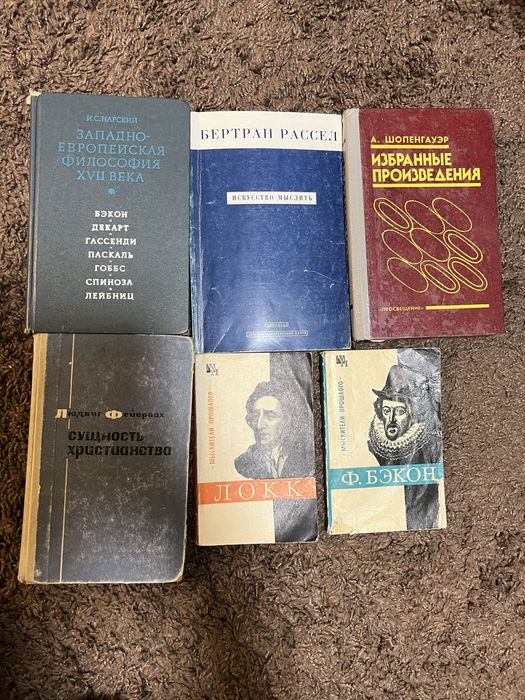 И.С. НАРСКИЙ
ЗАПАДНО-
ЕВРОПЕЙСКАЯ
ФИЛОСОФИЯ
XVII ВЕКА
БЭКОН
ДЕКАРТ
ГАССЕНДИ
ПАСКАЛЬ
ГОББС
СПИНОЗА
ЛЕЙБНИЦ
БЕРТРАН РАССЕЛ
ИСКУССТВО МЫСЛИТЬ
А. ШОПЕНГАУЭР
ИЗБРАННЫЕ
ПРОИЗВЕДЕНИЯ
«ПРОСВЕЩЕНИЕ»
Людвиг Фейербах
сущность
христианства
МЫСЛИТЕЛИ ПРОШЛОГО
ЛОКК
МЫСЛИТЕЛИ ПРОШЛОГО
Ф. БЭКОН